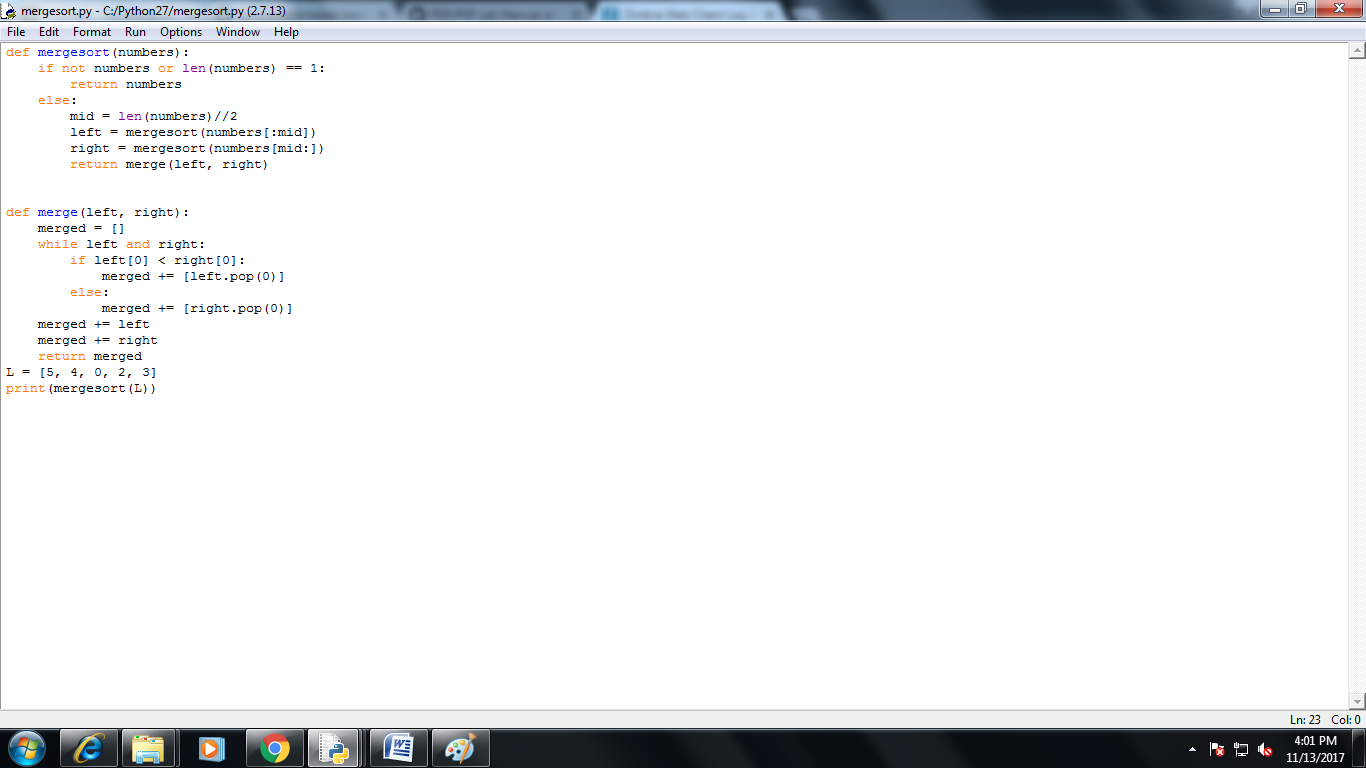 mergesort.py - C:/Python27/mergesort.py (2.7.13)
File Edit Format Run Options Window Help
def mergesort(numbers):
    if not numbers or len(numbers) == 1:
        return numbers
    else:
        mid = len(numbers)//2
        left = mergesort(numbers[:mid])
        right = mergesort(numbers[mid:])
        return merge(left, right)
def merge(left, right):
    merged = []
    while left and right:
        if left[0] < right[0]:
            merged += [left.pop(0)]
        else:
            merged += [right.pop(0)]
    merged += left
    merged += right
    return merged
L = [5, 4, 0, 2, 3]
print(mergesort(L))
Ln: 23 Col: 0
4:01 PM
11/13/2017